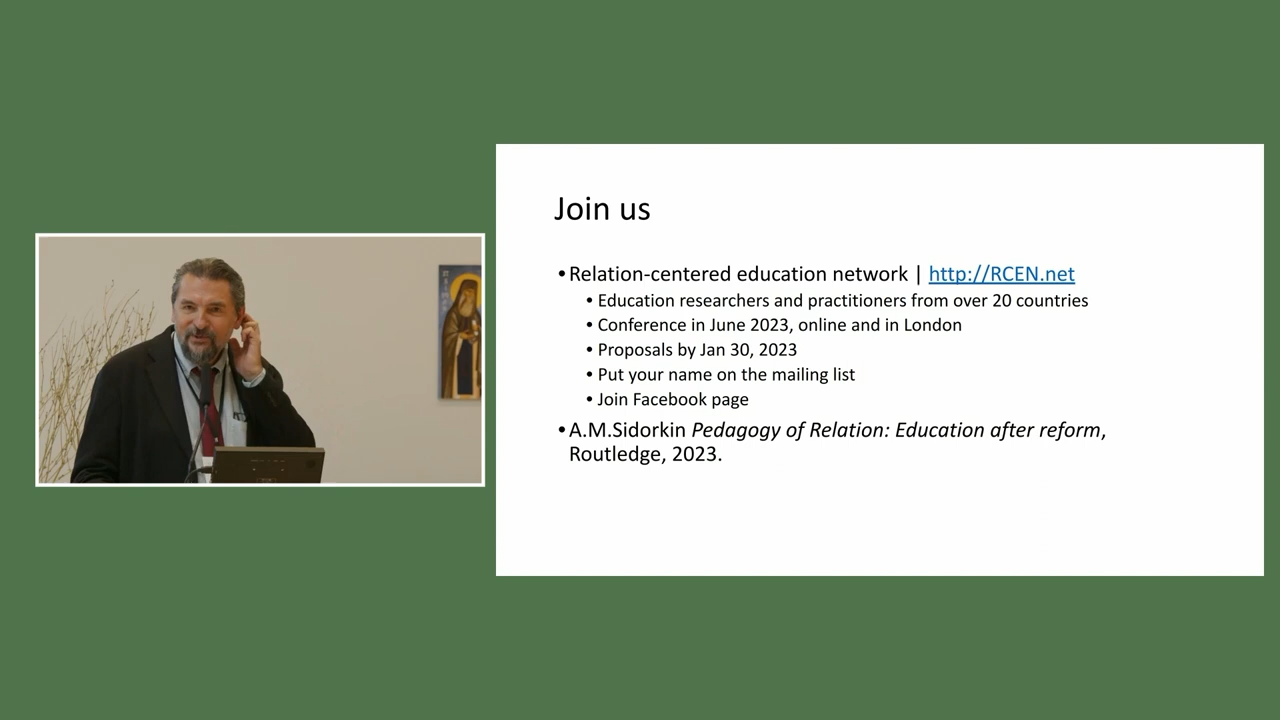 Join us
•Relation-centered education network | http://RCEN.net
• Education researchers and practitioners from over 20 countries
• Conference in June 2023, online and in London
• Proposals by Jan 30, 2023
• Put your name on the mailing list
• Join Facebook page
•A.M.Sidorkin Pedagogy of Relation: Education after reform,
Routledge, 2023.